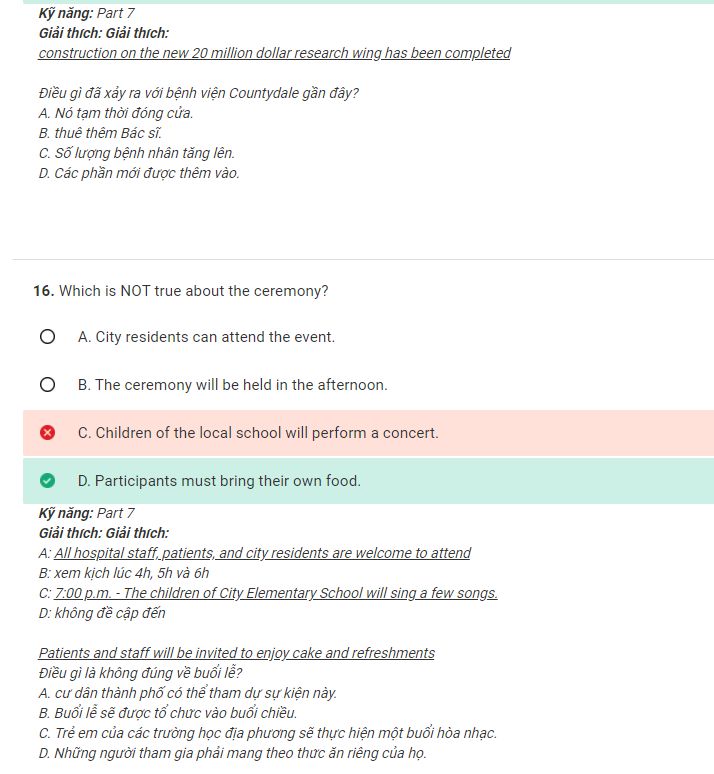 Kỹ năng: Part 7
Giải thích: Giải thích:
construction on the new 20 million dollar research wing has been completed
Điều gì đã xảy ra với bệnh viện Countydale gần đây?
A. Nó tạm thời đóng cửa.
B. thuê thêm Bác sĩ.
C. Số lượng bệnh nhân tăng lên.
D. Các phần mới được thêm vào.
16. Which is NOT true about the ceremony?
A. City residents can attend the event.
B. The ceremony will be held in the afternoon.
C. Children of the local school will perform a concert.
D. Participants must bring their own food.
Kỹ năng: Part 7
Giải thích: Giải thích:
A: All hospital staff, patients, and city residents are welcome to attend
B: xem kịch lúc 4h, 5h và 6h
C: 7:00 p.m. - The children of City Elementary School will sing a few songs.
D: không đề cập đến
Patients and staff will be invited to enjoy cake and refreshments
Điều gì là không đúng về buổi lễ?
A. cư dân thành phố có thể tham dự sự kiện này.
B. Buổi lễ sẽ được tổ chức vào buổi chiều.
C. Trẻ em của các trường học địa phương sẽ thực hiện một buổi hòa nhạc.
D. Những người tham gia phải mang theo thức ăn riêng của họ.